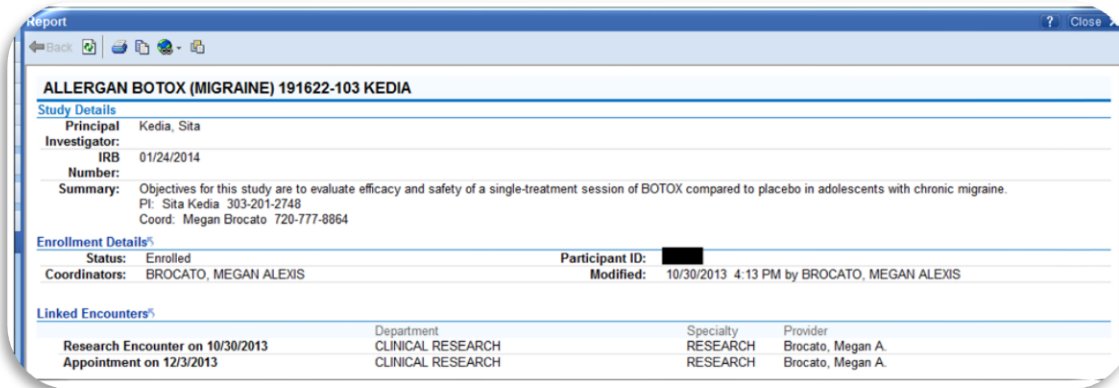 Report ? Close
Back
ALLERGAN BOTOX (MIGRAINE) 191622-103 KEDIA
Study Details
Principal Investigator: Kedia, Sita
IRB Number: 01/24/2014
Summary: Objectives for this study are to evaluate efficacy and safety of a single-treatment session of BOTOX compared to placebo in adolescents with chronic migraine.
PI: Sita Kedia 303-201-2748
Coord: Megan Brocato 720-777-8864
Enrollment Details
Status: Enrolled Participant ID:
Coordinators: BROCATO, MEGAN ALEXIS Modified: 10/30/2013 4:13 PM by BROCATO, MEGAN ALEXIS
Linked Encounters
Department Specialty Provider
Research Encounter on 10/30/2013 CLINICAL RESEARCH RESEARCH Brocato, Megan A.
Appointment on 12/3/2013 CLINICAL RESEARCH RESEARCH Brocato, Megan A.